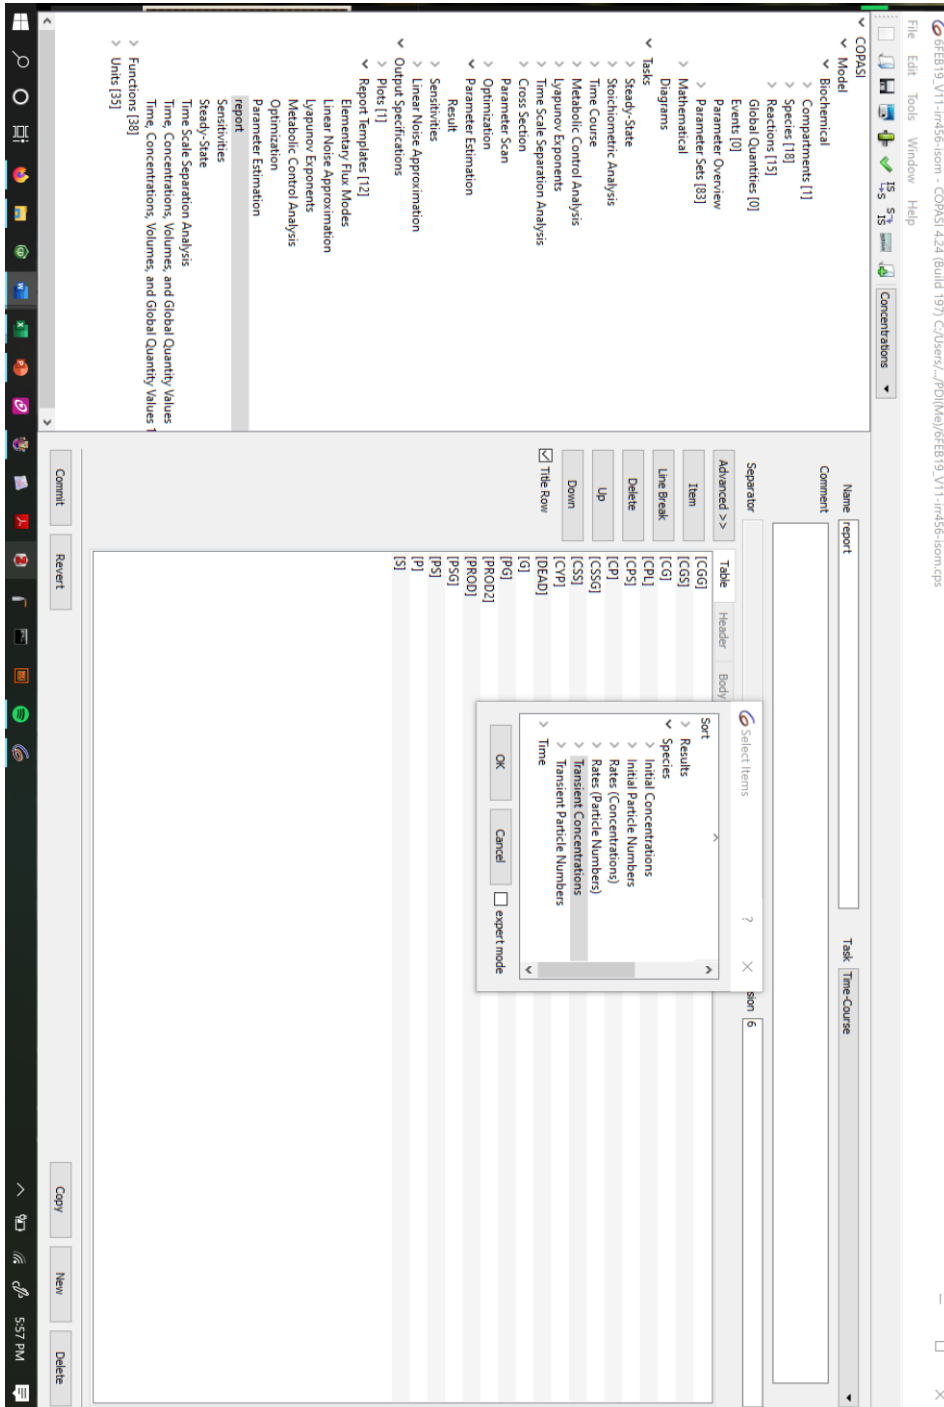 6FEB19_V11-irr456-isom - COPASI 4.24 (Build 197) C:/Users/.../PDI(Me)/6FEB19_V11-irr456-isom.cps
File Edit Tools Window Help
Concentrations
COPASI
Model
Biochemical
Compartments [1]
Species [18]
Reactions [15]
Global Quantities [0]
Events [0]
Parameter Overview
Parameter Sets [83]
Mathematical
Diagrams
Tasks
Steady-State
Stoichiometric Analysis
Time Course
Metabolic Control Analysis
Lyapunov Exponents
Time Scale Separation Analysis
Cross Section
Parameter Scan
Optimization
Parameter Estimation
Result
Sensitivities
Linear Noise Approximation
Output Specifications
Plots [1]
Report Templates [12]
Elementary Flux Modes
Linear Noise Approximation
Lyapunov Exponents
Metabolic Control Analysis
Optimization
Parameter Estimation
report
Sensitivities
Steady-State
Time Scale Separation Analysis
Time, Concentrations, Volumes, and Global Quantity Values
Time, Concentrations, Volumes, and Global Quantity Values 1
Functions [38]
Units [35]
Name report
Task Time-Course
Comment
Separator
sion 6
Advanced >>
Item
Line Break
Delete
Up
Down
Title Row
Table Header Body
[CGG]
[CGS]
[CG]
[CPL]
[CPS]
[CP]
[CSSG]
[CSS]
[CYP]
[DEAD]
[G]
[PG]
[PROD2]
[PROD]
[PSG]
[PS]
[P]
[S]
Select Items ?
Sort
Results
Species
Initial Concentrations
Initial Particle Numbers
Rates (Concentrations)
Rates (Particle Numbers)
Transient Concentrations
Transient Particle Numbers
Time
OK Cancel expert mode
Commit Revert Copy New Delete
5:57 PM